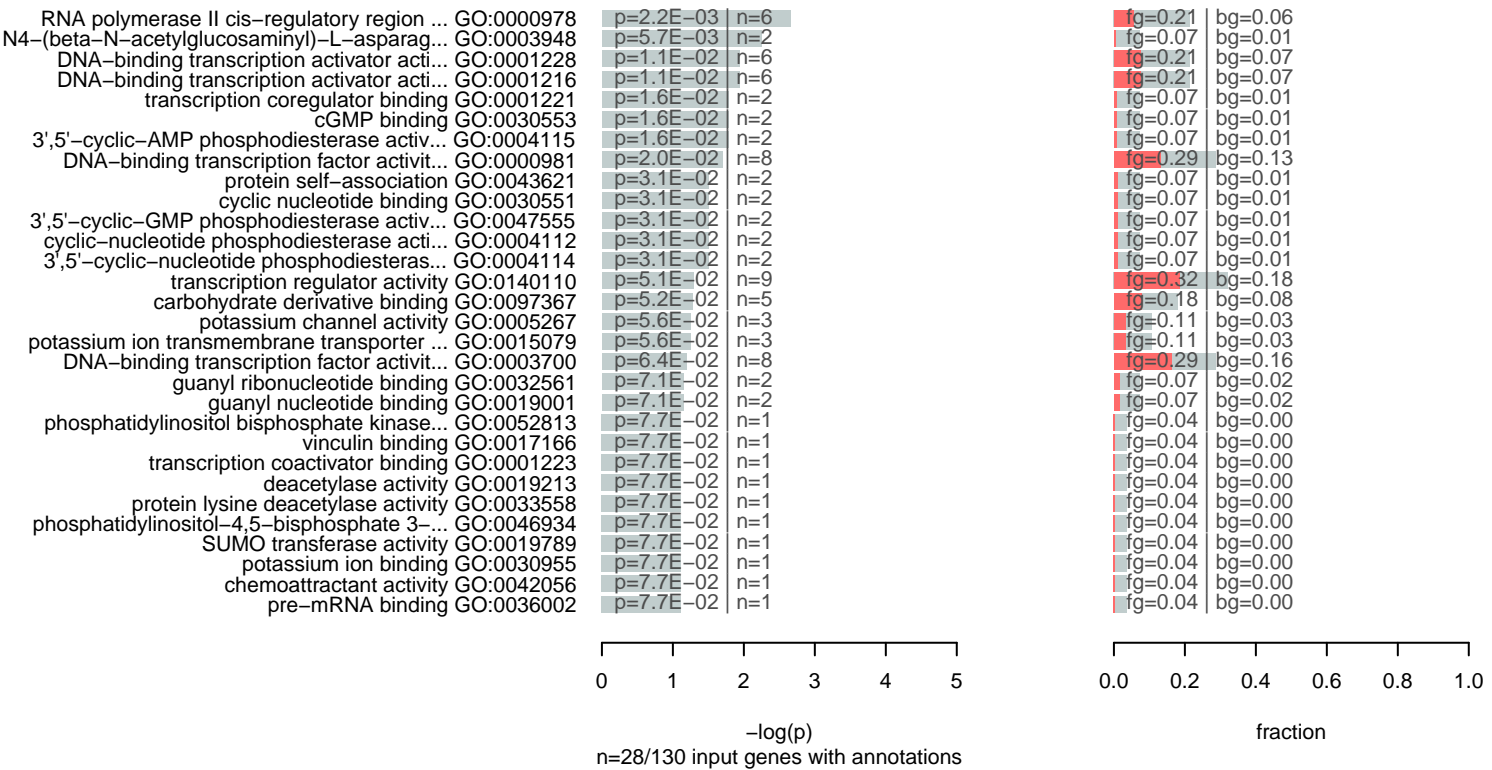 RNA polymerase II cis−regulatory region ... GO:0000978 p=2.2E−03 n=6 fg=0.21 bg=0.06
N4−(beta−N−acetylglucosaminyl)−L−asparag... GO:0003948 p=5.7E−03 n=2 fg=0.07 bg=0.01
DNA−binding transcription activator acti... GO:0001228 p=1.1E−02 n=6 fg=0.21 bg=0.07
DNA−binding transcription activator acti... GO:0001216 p=1.1E−02 n=6 fg=0.21 bg=0.07
transcription coregulator binding GO:0001221 p=1.6E−02 n=2 fg=0.07 bg=0.01
cGMP binding GO:0030553 p=1.6E−02 n=2 fg=0.07 bg=0.01
3',5'−cyclic−AMP phosphodiesterase activ... GO:0004115 p=1.6E−02 n=2 fg=0.07 bg=0.01
DNA−binding transcription factor activit... GO:0000981 p=2.0E−02 n=8 fg=0.29 bg=0.13
protein self−association GO:0043621 p=3.1E−02 n=2 fg=0.07 bg=0.01
cyclic nucleotide binding GO:0030551 p=3.1E−02 n=2 fg=0.07 bg=0.01
3',5'−cyclic−GMP phosphodiesterase activ... GO:0047555 p=3.1E−02 n=2 fg=0.07 bg=0.01
cyclic−nucleotide phosphodiesterase acti... GO:0004112 p=3.1E−02 n=2 fg=0.07 bg=0.01
3',5'−cyclic−nucleotide phosphodiesteras... GO:0004114 p=3.1E−02 n=2 fg=0.07 bg=0.01
transcription regulator activity GO:0140110 p=5.1E−02 n=9 fg=0.32 bg=0.18
carbohydrate derivative binding GO:0097367 p=5.2E−02 n=5 fg=0.18 bg=0.08
potassium channel activity GO:0005267 p=5.6E−02 n=3 fg=0.11 bg=0.03
potassium ion transmembrane transporter ... GO:0015079 p=5.6E−02 n=3 fg=0.11 bg=0.03
DNA−binding transcription factor activit... GO:0003700 p=6.4E−02 n=8 fg=0.29 bg=0.16
guanyl ribonucleotide binding GO:0032561 p=7.1E−02 n=2 fg=0.07 bg=0.02
guanyl nucleotide binding GO:0019001 p=7.1E−02 n=2 fg=0.07 bg=0.02
phosphatidylinositol bisphosphate kinase... GO:0052813 p=7.7E−02 n=1 fg=0.04 bg=0.00
vinculin binding GO:0017166 p=7.7E−02 n=1 fg=0.04 bg=0.00
transcription coactivator binding GO:0001223 p=7.7E−02 n=1 fg=0.04 bg=0.00
deacetylase activity GO:0019213 p=7.7E−02 n=1 fg=0.04 bg=0.00
protein lysine deacetylase activity GO:0033558 p=7.7E−02 n=1 fg=0.04 bg=0.00
phosphatidylinositol−4,5−bisphosphate 3−... GO:0046934 p=7.7E−02 n=1 fg=0.04 bg=0.00
SUMO transferase activity GO:0019789 p=7.7E−02 n=1 fg=0.04 bg=0.00
potassium ion binding GO:0030955 p=7.7E−02 n=1 fg=0.04 bg=0.00
chemoattractant activity GO:0042056 p=7.7E−02 n=1 fg=0.04 bg=0.00
pre−mRNA binding GO:0036002 p=7.7E−02 n=1 fg=0.04 bg=0.00
0 1 2 3 4 5 0.0 0.2 0.4 0.6 0.8 1.0
−log(p) fraction
n=28/130 input genes with annotations